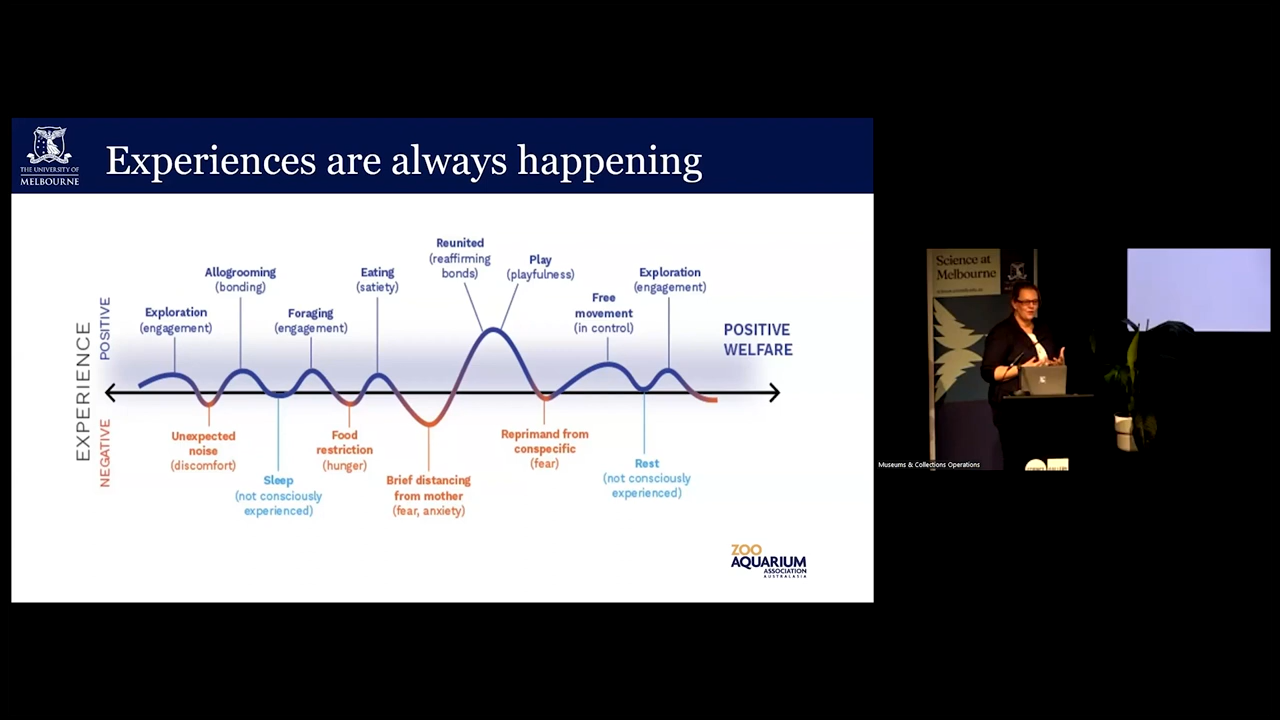 THE UNIVERSITY OF
MELBOURNE
Experiences are always happening
EXPERIENCE
POSITIVE
NEGATIVE
Exploration
(engagement)
Allogrooming
(bonding)
Foraging
(engagement)
Eating
(satiety)
Reunited
(reaffirming
bonds)
Play
(playfulness)
Free
movement
(in control)
Exploration
(engagement)
POSITIVE
WELFARE
Unexpected
noise
(discomfort)
Sleep
(not consciously
experienced)
Food
restriction
(hunger)
Brief distancing
from mother
(fear, anxiety)
Reprimand from
conspecific
(fear)
Rest
(not consciously
experienced)
ZOO
AQUARIUM
ASSOCIATION
AUSTRALASIA
Science at
Melbourne
Museums & Collections Operations